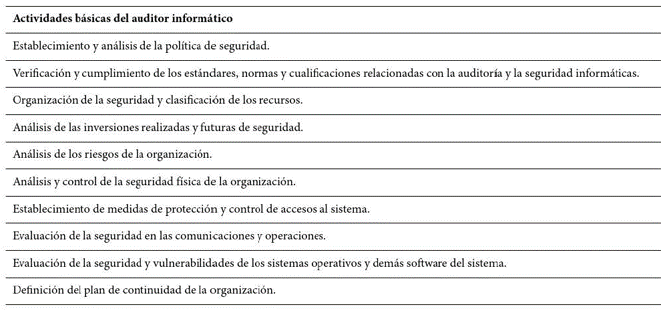 Actividades básicas del auditor informático
Establecimiento y análisis de la política de seguridad.
Verificación y cumplimiento de los estándares, normas y cualificaciones relacionadas con la auditoría y la seguridad informáticas.
Organización de la seguridad y clasificación de los recursos.
Análisis de las inversiones realizadas y futuras de seguridad.
Análisis de los riesgos de la organización.
Análisis y control de la seguridad física de la organización.
Establecimiento de medidas de protección y control de accesos al sistema.
Evaluación de la seguridad en las comunicaciones y operaciones.
Evaluación de la seguridad y vulnerabilidades de los sistemas operativos y demás software del sistema.
Definición del plan de continuidad de la organización.